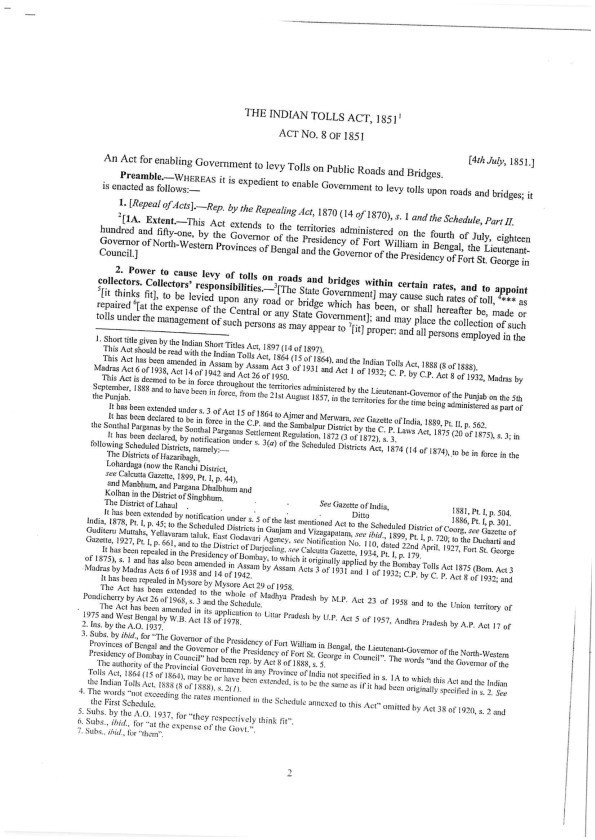 THE INDIAN TOLLS ACT, 1851¹
ACT NO. 8 OF 1851
[4th July, 1851.]
An Act for enabling Government to levy Tolls on Public Roads and Bridges.
Preamble.—WHEREAS it is expedient to enable Government to levy tolls upon roads and bridges; it
is enacted as follows:—
1. [Repeal of Acts].—Rep. by the Repealing Act, 1870 (14 of 1870), s. 1 and the Schedule, Part II.
²[1A. Extent.—This Act extends to the territories administered on the fourth of July, eighteen
hundred and fifty-one, by the Governor of the Presidency of Fort William in Bengal, the Lieutenant-
Governor of North-Western Provinces of Bengal and the Governor of the Presidency of Fort St. George in
Council.]
2. Power to cause levy of tolls on roads and bridges within certain rates, and to appoint
collectors. Collectors' responsibilities.—³[The State Government] may cause such rates of toll, ⁴*** as
⁵[it thinks fit], to be levied upon any road or bridge which has been, or shall hereafter be, made or
repaired ⁶[at the expense of the Central or any State Government]; and may place the collection of such
tolls under the management of such persons as may appear to ⁷[it] proper: and all persons employed in the
1. Short title given by the Indian Short Titles Act, 1897 (14 of 1897).
This Act should be read with the Indian Tolls Act, 1864 (15 of 1864), and the Indian Tolls Act, 1888 (8 of 1888).
This Act has been amended in Assam by Assam Act 3 of 1931 and Act 1 of 1932; C. P. by C.P. Act 8 of 1932, Madras by
Madras Act 6 of 1938, Act 14 of 1942 and Act 26 of 1950.
This Act is deemed to be in force throughout the territories administered by the Lieutenant-Governor of the Punjab on the 5th
September, 1888 and to have been in force, from the 21st August 1857, in the territories for the time being administered as part of
the Punjab.
It has been extended under s. 3 of Act 15 of 1864 to Ajmer and Merwara, see Gazette of India, 1889, Pt. II, p. 562.
It has been declared to be in force in the C.P. and the Sambalpur District by the C. P. Laws Act, 1875 (20 of 1875), s. 3; in
the Sonthal Parganas by the Sonthal Parganas Settlement Regulation, 1872 (3 of 1872), s. 3.
It has been declared, by notification under s. 3(a) of the Scheduled Districts Act, 1874 (14 of 1874), to be in force in the
following Scheduled Districts, namely:—
The Districts of Hazaribagh,
Lohardaga (now the Ranchi District,
see Calcutta Gazette, 1899, Pt. I, p. 44),
and Manbhum, and Pargana Dhalbhum and
Kolhan in the District of Singbhum. . . See Gazette of India, 1881, Pt. I, p. 504.
The District of Lahaul . . . . Ditto 1886, Pt. I, p. 301.
It has been extended by notification under s. 5 of the last mentioned Act to the Scheduled District of Coorg, see Gazette of
India, 1878, Pt. I, p. 45; to the Scheduled Districts in Ganjam and Vizagapatam, see ibid., 1899, Pt. I, p. 720; to the Ducharti and
Guditeru Muttahs, Yellavaram taluk, East Godavari Agency, see Notification No. 110, dated 22nd April, 1927, Fort St. George
Gazette, 1927, Pt. I, p. 661, and to the District of Darjeeling, see Calcutta Gazette, 1934, Pt. I, p. 179.
It has been repealed in the Presidency of Bombay, to which it originally applied by the Bombay Tolls Act 1875 (Bom. Act 3
of 1875), s. 1 and has also been amended in Assam by Assam Acts 3 of 1931 and 1 of 1932; C.P. by C. P. Act 8 of 1932; and
Madras by Madras Acts 6 of 1938 and 14 of 1942.
It has been repealed in Mysore by Mysore Act 29 of 1958.
The Act has been extended to the whole of Madhya Pradesh by M.P. Act 23 of 1958 and to the Union territory of
Pondicherry by Act 26 of 1968, s. 3 and the Schedule.
The Act has been amended in its application to Uttar Pradesh by U.P. Act 5 of 1957, Andhra Pradesh by A.P. Act 17 of
1975 and West Bengal by W.B. Act 18 of 1978.
2. Ins. by the A.O. 1937.
3. Subs. by ibid., for "The Governor of the Presidency of Fort William in Bengal, the Lieutenant-Governor of the North-Western
Provinces of Bengal and the Governor of the Presidency of Fort St. George in Council". The words "and the Governor of the
Presidency of Bombay in Council" had been rep. by Act 8 of 1888, s. 5.
The authority of the Provincial Government in any Province of India not specified in s. 1A to which this Act and the Indian
Tolls Act, 1864 (15 of 1864), may be or have been extended, is to be the same as if it had been originally specified in s. 2. See
the Indian Tolls Act, 1888 (8 of 1888), s. 2(1).
4. The words "not exceeding the rates mentioned in the Schedule annexed to this Act" omitted by Act 38 of 1920, s. 2 and
the First Schedule.
5. Subs. by the A.O. 1937, for "they respectively think fit".
6. Subs., ibid., for "at the expense of the Govt.".
7. Subs., ibid., for "them".
2